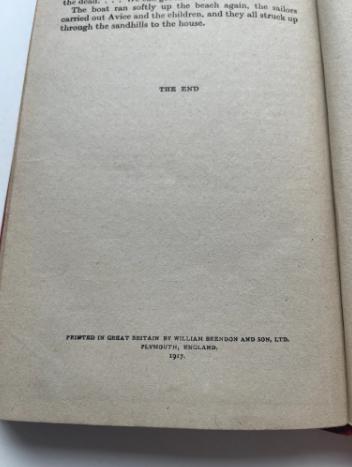 the dead. . . .
The boat ran softly up the beach again, the sailors
carried out Avice and the children, and they all struck up
through the sandhills to the house.
THE END
PRINTED IN GREAT BRITAIN BY WILLIAM BRENDON AND SON, LTD.
PLYMOUTH, ENGLAND.
1917.